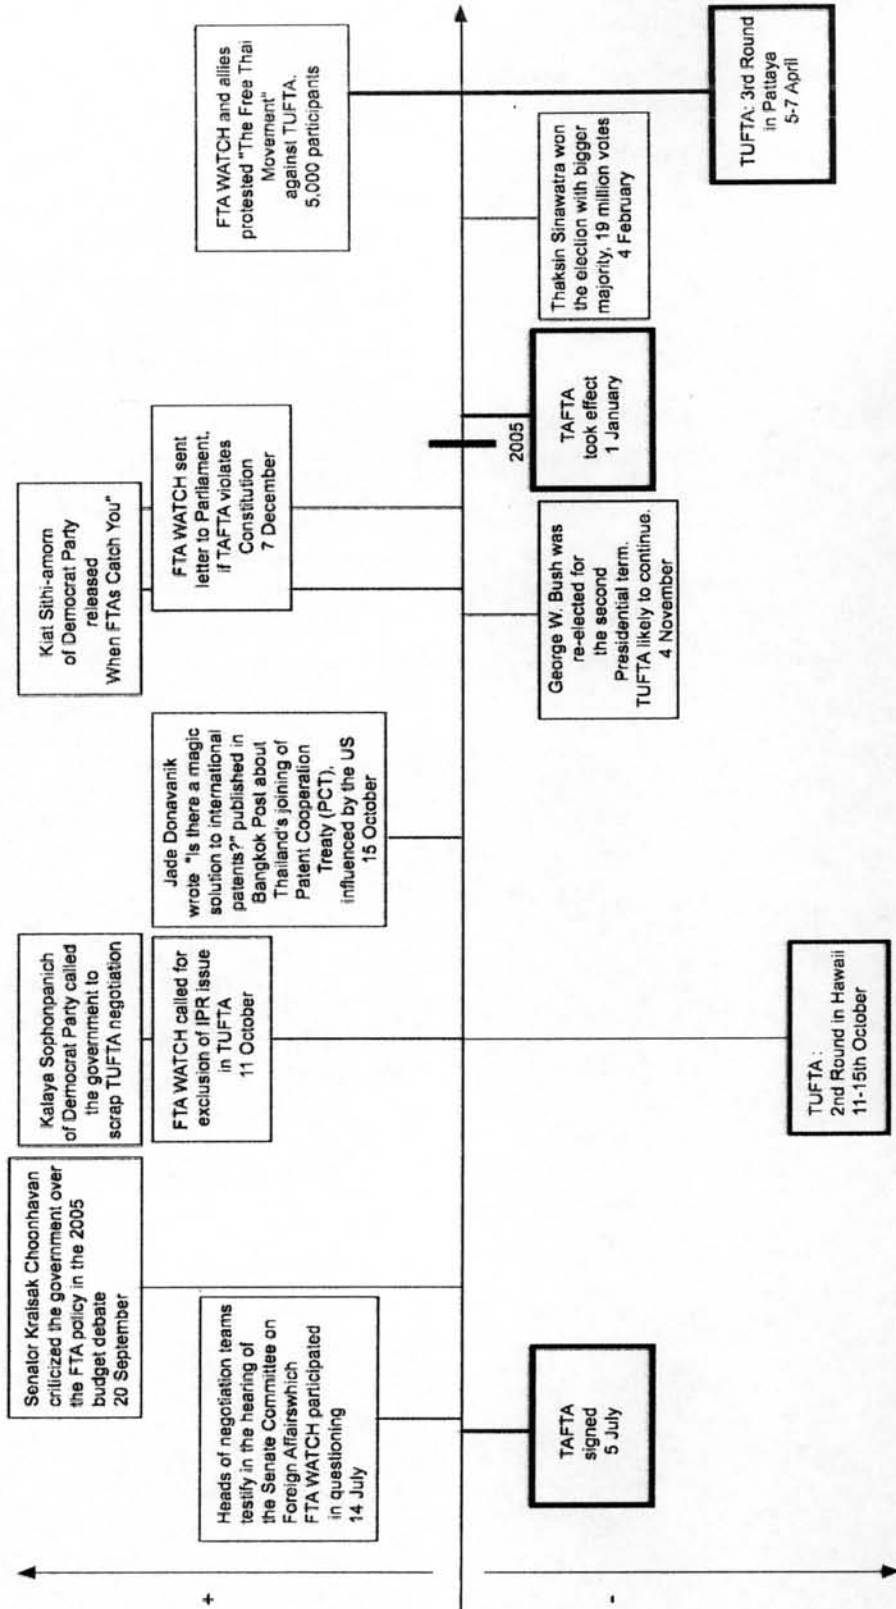 +
-
Heads of negotiation teams
testify in the hearing of
the Senate Committee on
Foreign Affairswhich
FTA WATCH participated
in questioning
14 July
TAFTA
signed
5 July
Senator Kraisak Choonhavan
criticized the government over
the FTA policy in the 2005
budget debate
20 September
Kalaya Sophonpanich
of Democrat Party called
the government to
scrap TUFTA negotiation
FTA WATCH called for
exclusion of IPR issue
in TUFTA
11 October
TUFTA :
2nd Round in Hawaii
11-15th October
Jade Donavanik
wrote "Is there a magic
solution to international
patents?" published in
Bangkok Post about
Thailand's joining of
Patent Cooperation
Treaty (PCT),
influenced by the US
15 October
Kiat Sithi-amorn
of Democrat Party
released
When FTAs Catch You"
FTA WATCH sent
letter to Parliament,
if TAFTA violates
Constitution
7 December
George W. Bush was
re-elected for
the second
Presidential term.
TUFTA likely to continue.
4 November
2005
TAFTA
took effect
1 January
Thaksin Sinawatra won
the election with bigger
majority, 19 million votes
4 February
FTA WATCH and allies
protested "The Free Thai
Movement"
against TUFTA.
5,000 participants
TUFTA: 3rd Round
in Pattaya
5-7 April